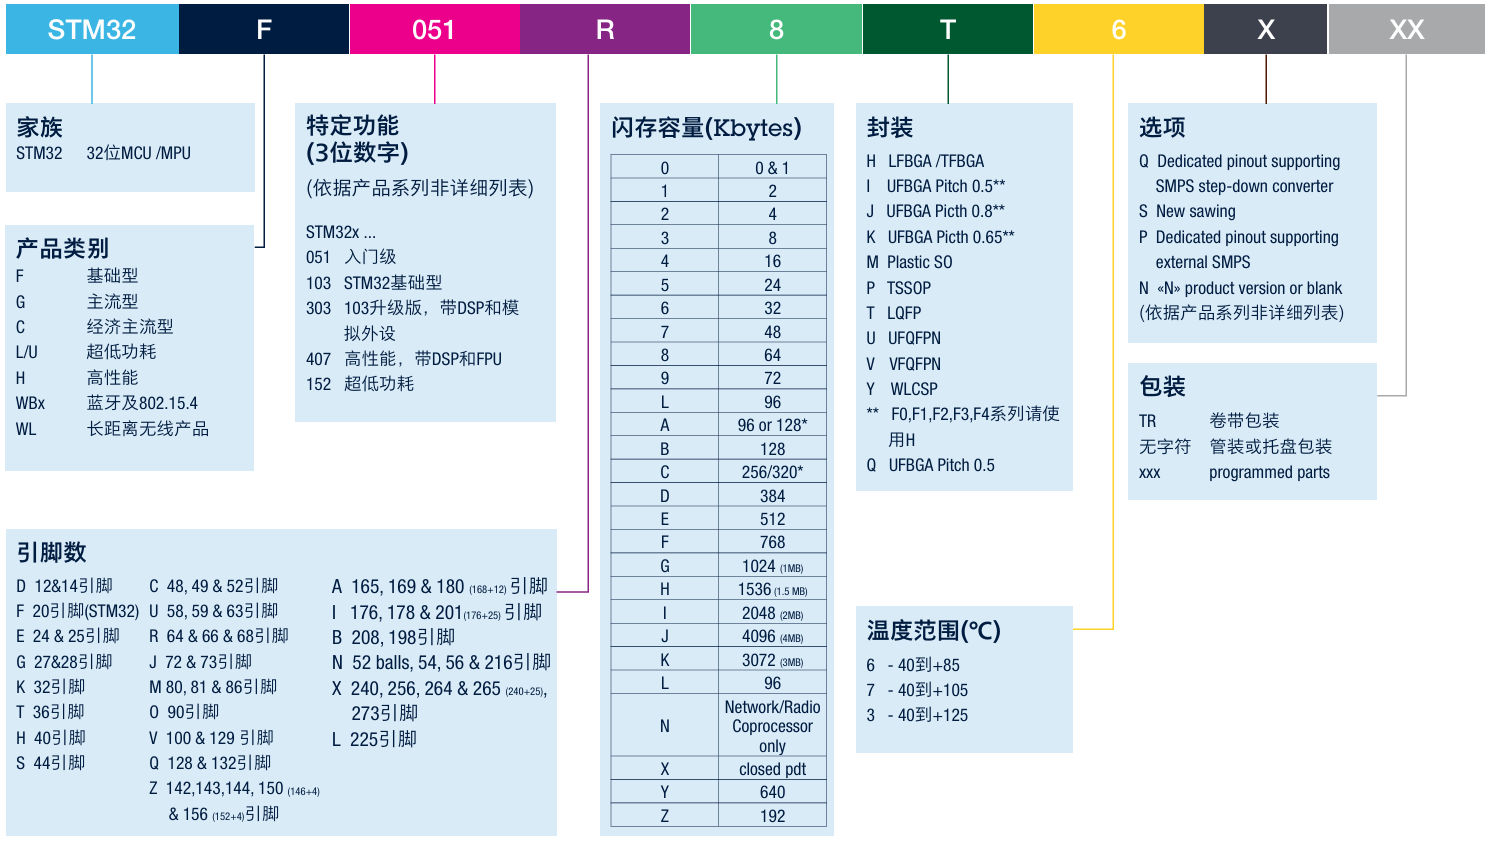 STM32 F 051 R 8 T 6 X XX
家族
STM32 32位MCU /MPU
产品类别
F 基础型
G 主流型
C 经济主流型
L/U 超低功耗
H 高性能
WBx 蓝牙及802.15.4
WL 长距离无线产品
特定功能
(3位数字)
(依据产品系列非详细列表)
STM32x ...
051 入门级
103 STM32基础型
303 103升级版，带DSP和模
拟外设
407 高性能，带DSP和FPU
152 超低功耗
引脚数
D 12&14引脚
F 20引脚(STM32)
E 24 & 25引脚
G 27&28引脚
K 32引脚
T 36引脚
H 40引脚
S 44引脚
C 48, 49 & 52引脚
U 58, 59 & 63引脚
R 64 & 66 & 68引脚
J 72 & 73引脚
M 80, 81 & 86引脚
O 90引脚
V 100 & 129 引脚
Q 128 & 132引脚
Z 142,143,144, 150 (146+4)
& 156 (152+4)引脚
A 165, 169 & 180 (168+12) 引脚
I 176, 178 & 201(176+25) 引脚
B 208, 198引脚
N 52 balls, 54, 56 & 216引脚
X 240, 256, 264 & 265 (240+25),
273引脚
L 225引脚
闪存容量(Kbytes)
0 0 & 1
1 2
2 4
3 8
4 16
5 24
6 32
7 48
8 64
9 72
L 96
A 96 or 128*
B 128
C 256/320*
D 384
E 512
F 768
G 1024 (1MB)
H 1536 (1.5 MB)
I 2048 (2MB)
J 4096 (4MB)
K 3072 (3MB)
L 96
N Network/Radio
Coprocessor
only
X closed pdt
Y 640
Z 192
封装
H LFBGA /TFBGA
I UFBGA Pitch 0.5**
J UFBGA Picth 0.8**
K UFBGA Picth 0.65**
M Plastic SO
P TSSOP
T LQFP
U UFQFPN
V VFQFPN
Y WLCSP
** F0,F1,F2,F3,F4系列请使
用H
Q UFBGA Pitch 0.5
温度范围(℃)
6 - 40到+85
7 - 40到+105
3 - 40到+125
选项
Q Dedicated pinout supporting
SMPS step-down converter
S New sawing
P Dedicated pinout supporting
external SMPS
N «N» product version or blank
(依据产品系列非详细列表)
包装
TR 卷带包装
无字符 管装或托盘包装
xxx programmed parts